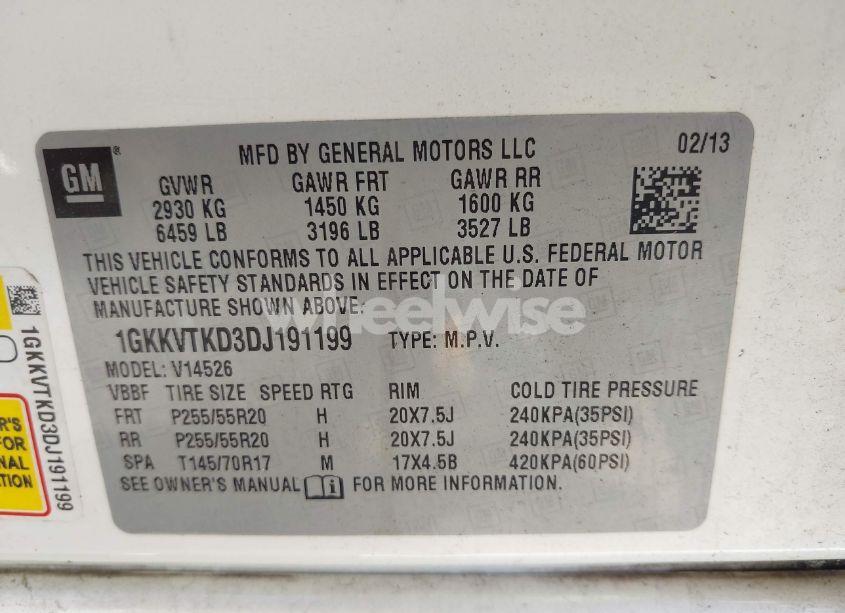 GM®
MFD BY GENERAL MOTORS LLC 02/13
GVWR GAWR FRT GAWR RR
2930 KG 1450 KG 1600 KG
6459 LB 3196 LB 3527 LB
THIS VEHICLE CONFORMS TO ALL APPLICABLE U.S. FEDERAL MOTOR
VEHICLE SAFETY STANDARDS IN EFFECT ON THE DATE OF
MANUFACTURE SHOWN ABOVE.
wheelwise
1GKKVTKD3DJ191199 TYPE: M.P.V.
MODEL: V14526
VBBF TIRE SIZE SPEED RTG RIM COLD TIRE PRESSURE
FRT P255/55R20 H 20X7.5J 240KPA(35PSI)
RR P255/55R20 H 20X7.5J 240KPA(35PSI)
SPA T145/70R17 M 17X4.5B 420KPA(60PSI)
SEE OWNER'S MANUAL i FOR MORE INFORMATION.
1GKKVTKD3DJ191199
R'S
FOR
NAL
ATION